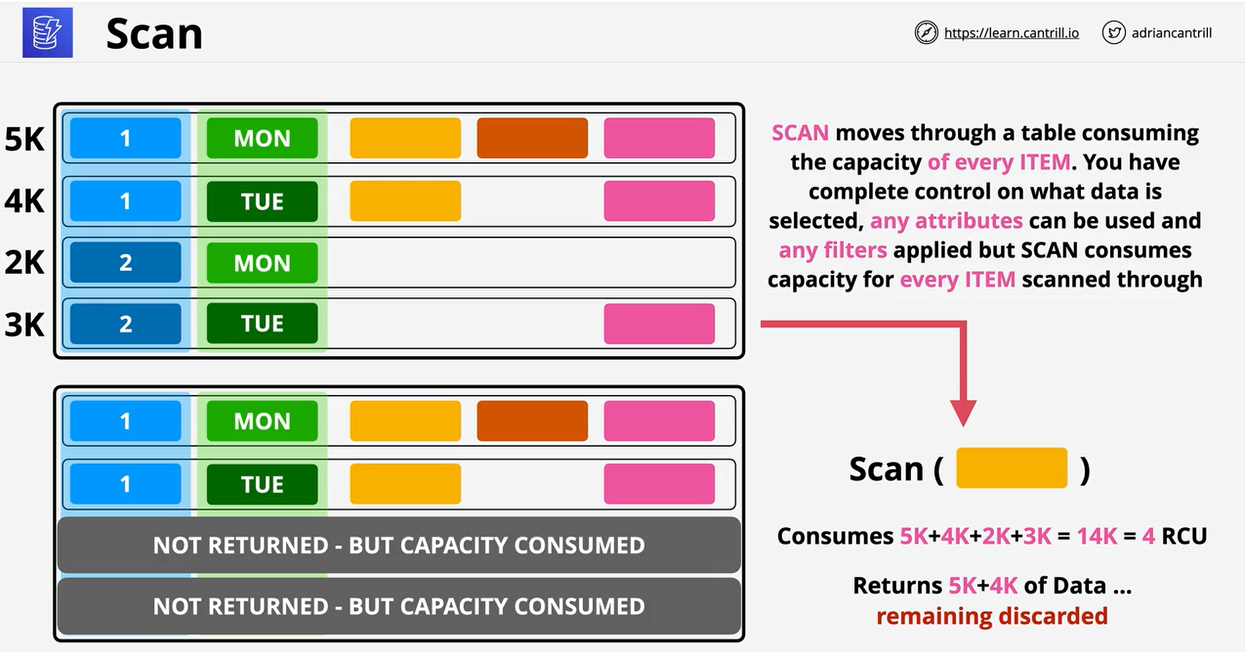 Scan
https://learn.cantrill.io
adriancantrill
5K 1 MON
4K 1 TUE
2K 2 MON
3K 2 TUE
SCAN moves through a table consuming
the capacity of every ITEM. You have
complete control on what data is
selected, any attributes can be used and
any filters applied but SCAN consumes
capacity for every ITEM scanned through
1 MON
1 TUE
NOT RETURNED - BUT CAPACITY CONSUMED
NOT RETURNED - BUT CAPACITY CONSUMED
Scan ( )
Consumes 5K+4K+2K+3K = 14K = 4 RCU
Returns 5K+4K of Data ...
remaining discarded